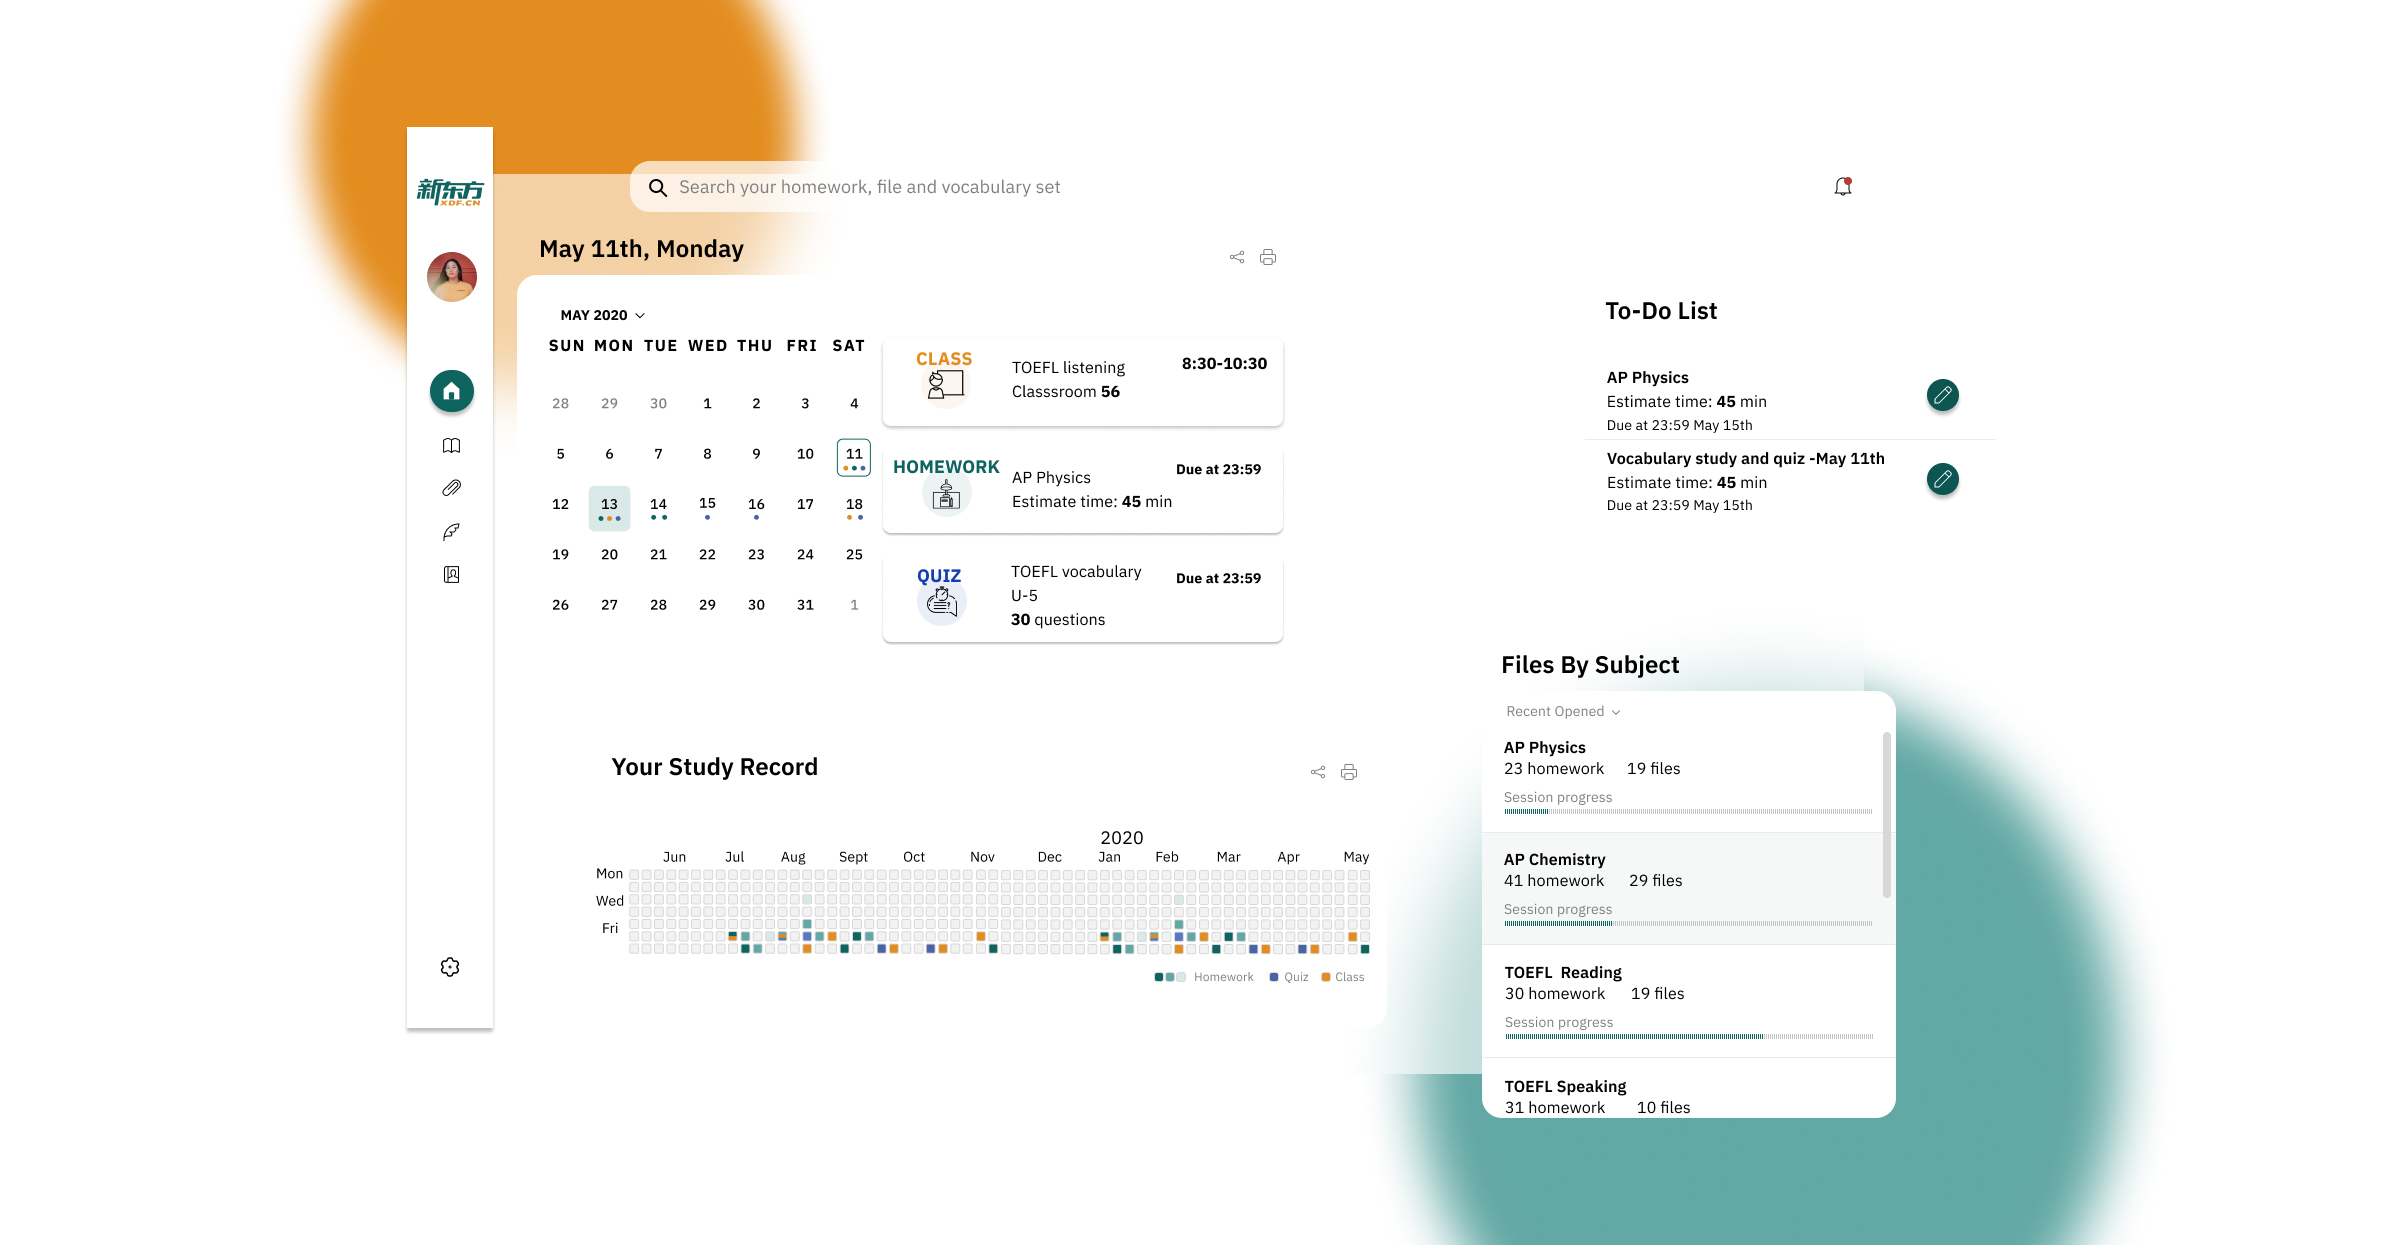 新东方
XDF.CN
Search your homework, file and vocabulary set
May 11th, Monday
MAY 2020
SUN MON TUE WED THU FRI SAT
28 29 30 1 2 3 4
5 6 7 8 9 10 11
12 13 14 15 16 17 18
19 20 21 22 23 24 25
26 27 28 29 30 31 1
CLASS
TOEFL listening
Classsroom 56
8:30-10:30
HOMEWORK
AP Physics
Estimate time: 45 min
Due at 23:59
QUIZ
TOEFL vocabulary
U-5
30 questions
Due at 23:59
To-Do List
AP Physics
Estimate time: 45 min
Due at 23:59 May 15th
Vocabulary study and quiz -May 11th
Estimate time: 45 min
Due at 23:59 May 15th
Your Study Record
2020
Jun Jul Aug Sept Oct Nov Dec Jan Feb Mar Apr May
Mon
Wed
Fri
Homework Quiz Class
Files By Subject
Recent Opened
AP Physics
23 homework 19 files
Session progress
AP Chemistry
41 homework 29 files
Session progress
TOEFL Reading
30 homework 19 files
Session progress
TOEFL Speaking
31 homework 10 files